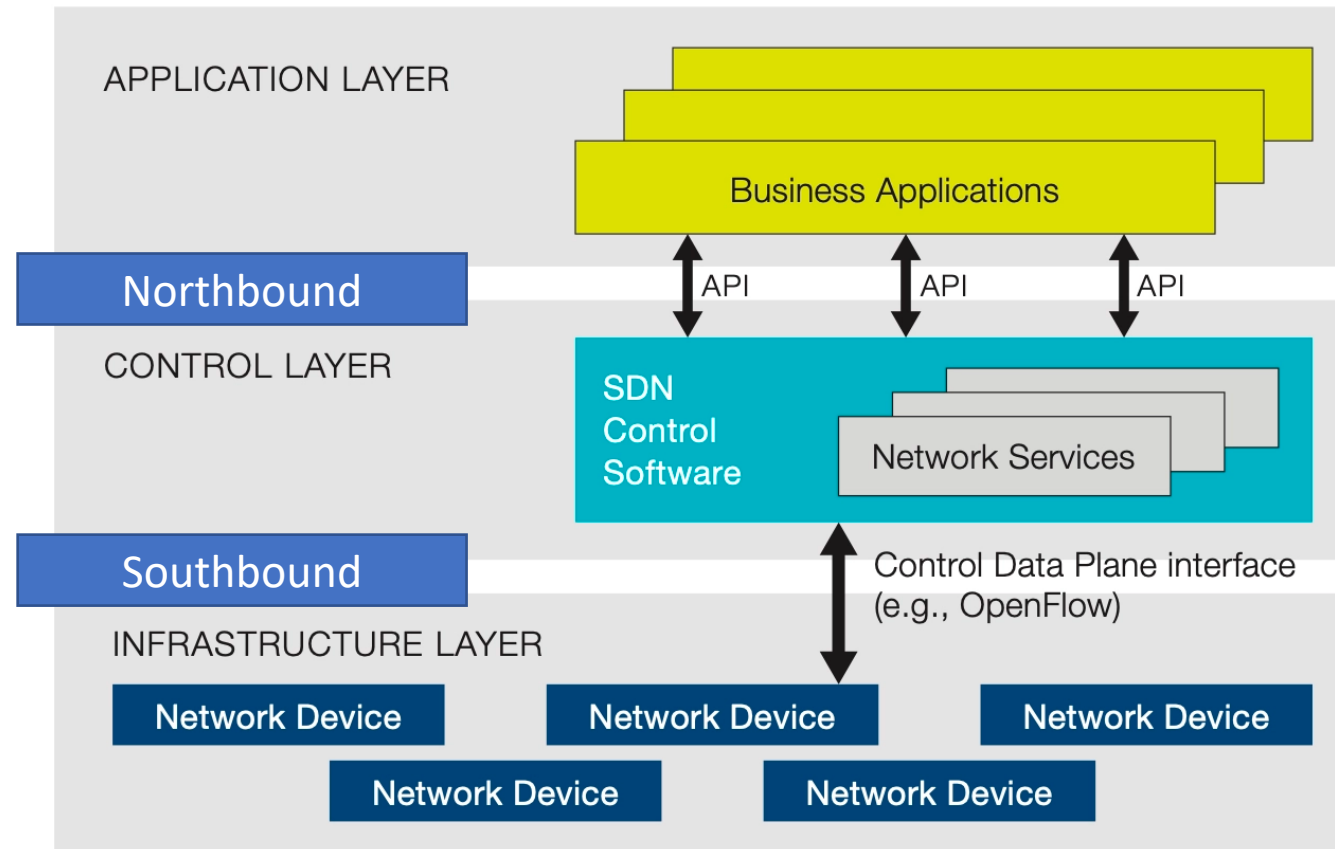 APPLICATION LAYER
Business Applications
Northbound
API
API
API
CONTROL LAYER
SDN
Control
Software
Network Services
Southbound
Control Data Plane interface
(e.g., OpenFlow)
INFRASTRUCTURE LAYER
Network Device
Network Device
Network Device
Network Device
Network Device